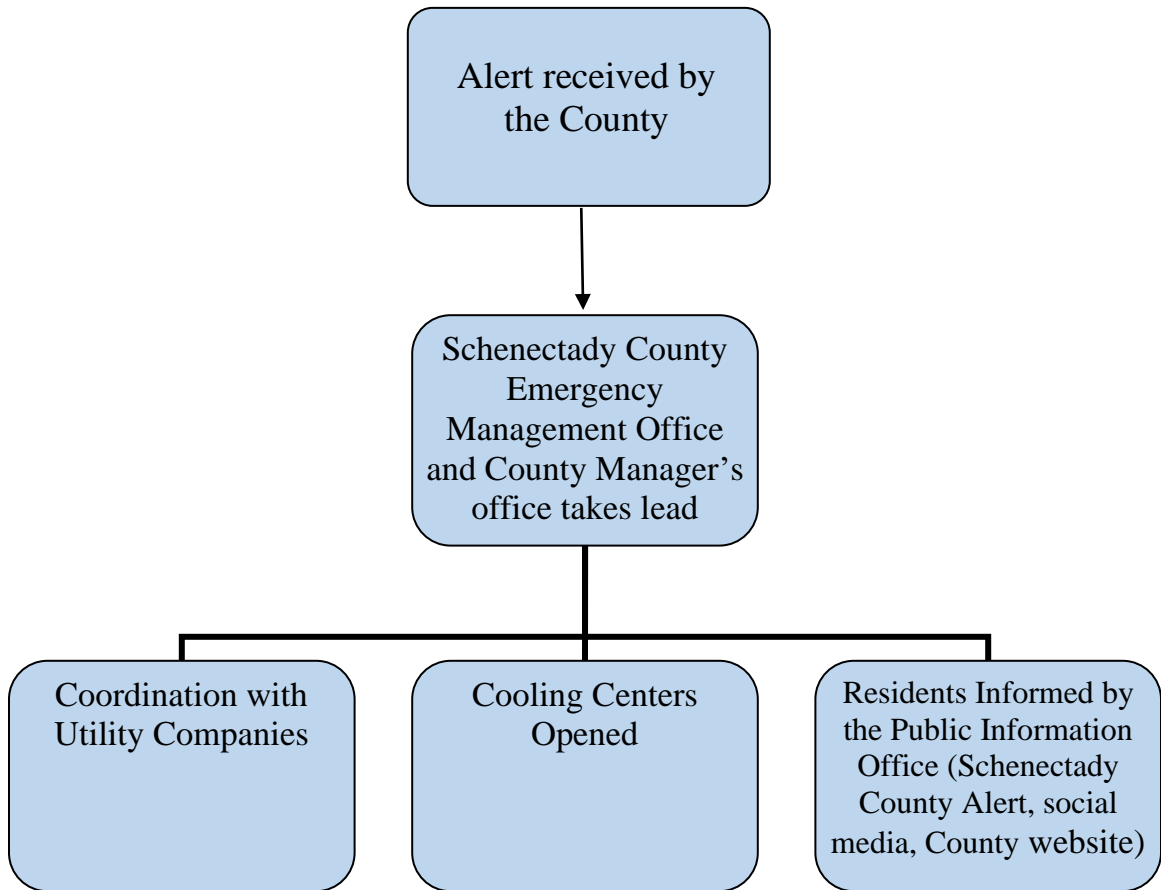 Alert received by
the County
Schenectady County
Emergency
Management Office
and County Manager’s
office takes lead
Coordination with
Utility Companies
Cooling Centers
Opened
Residents Informed by
the Public Information
Office (Schenectady
County Alert, social
media, County website)